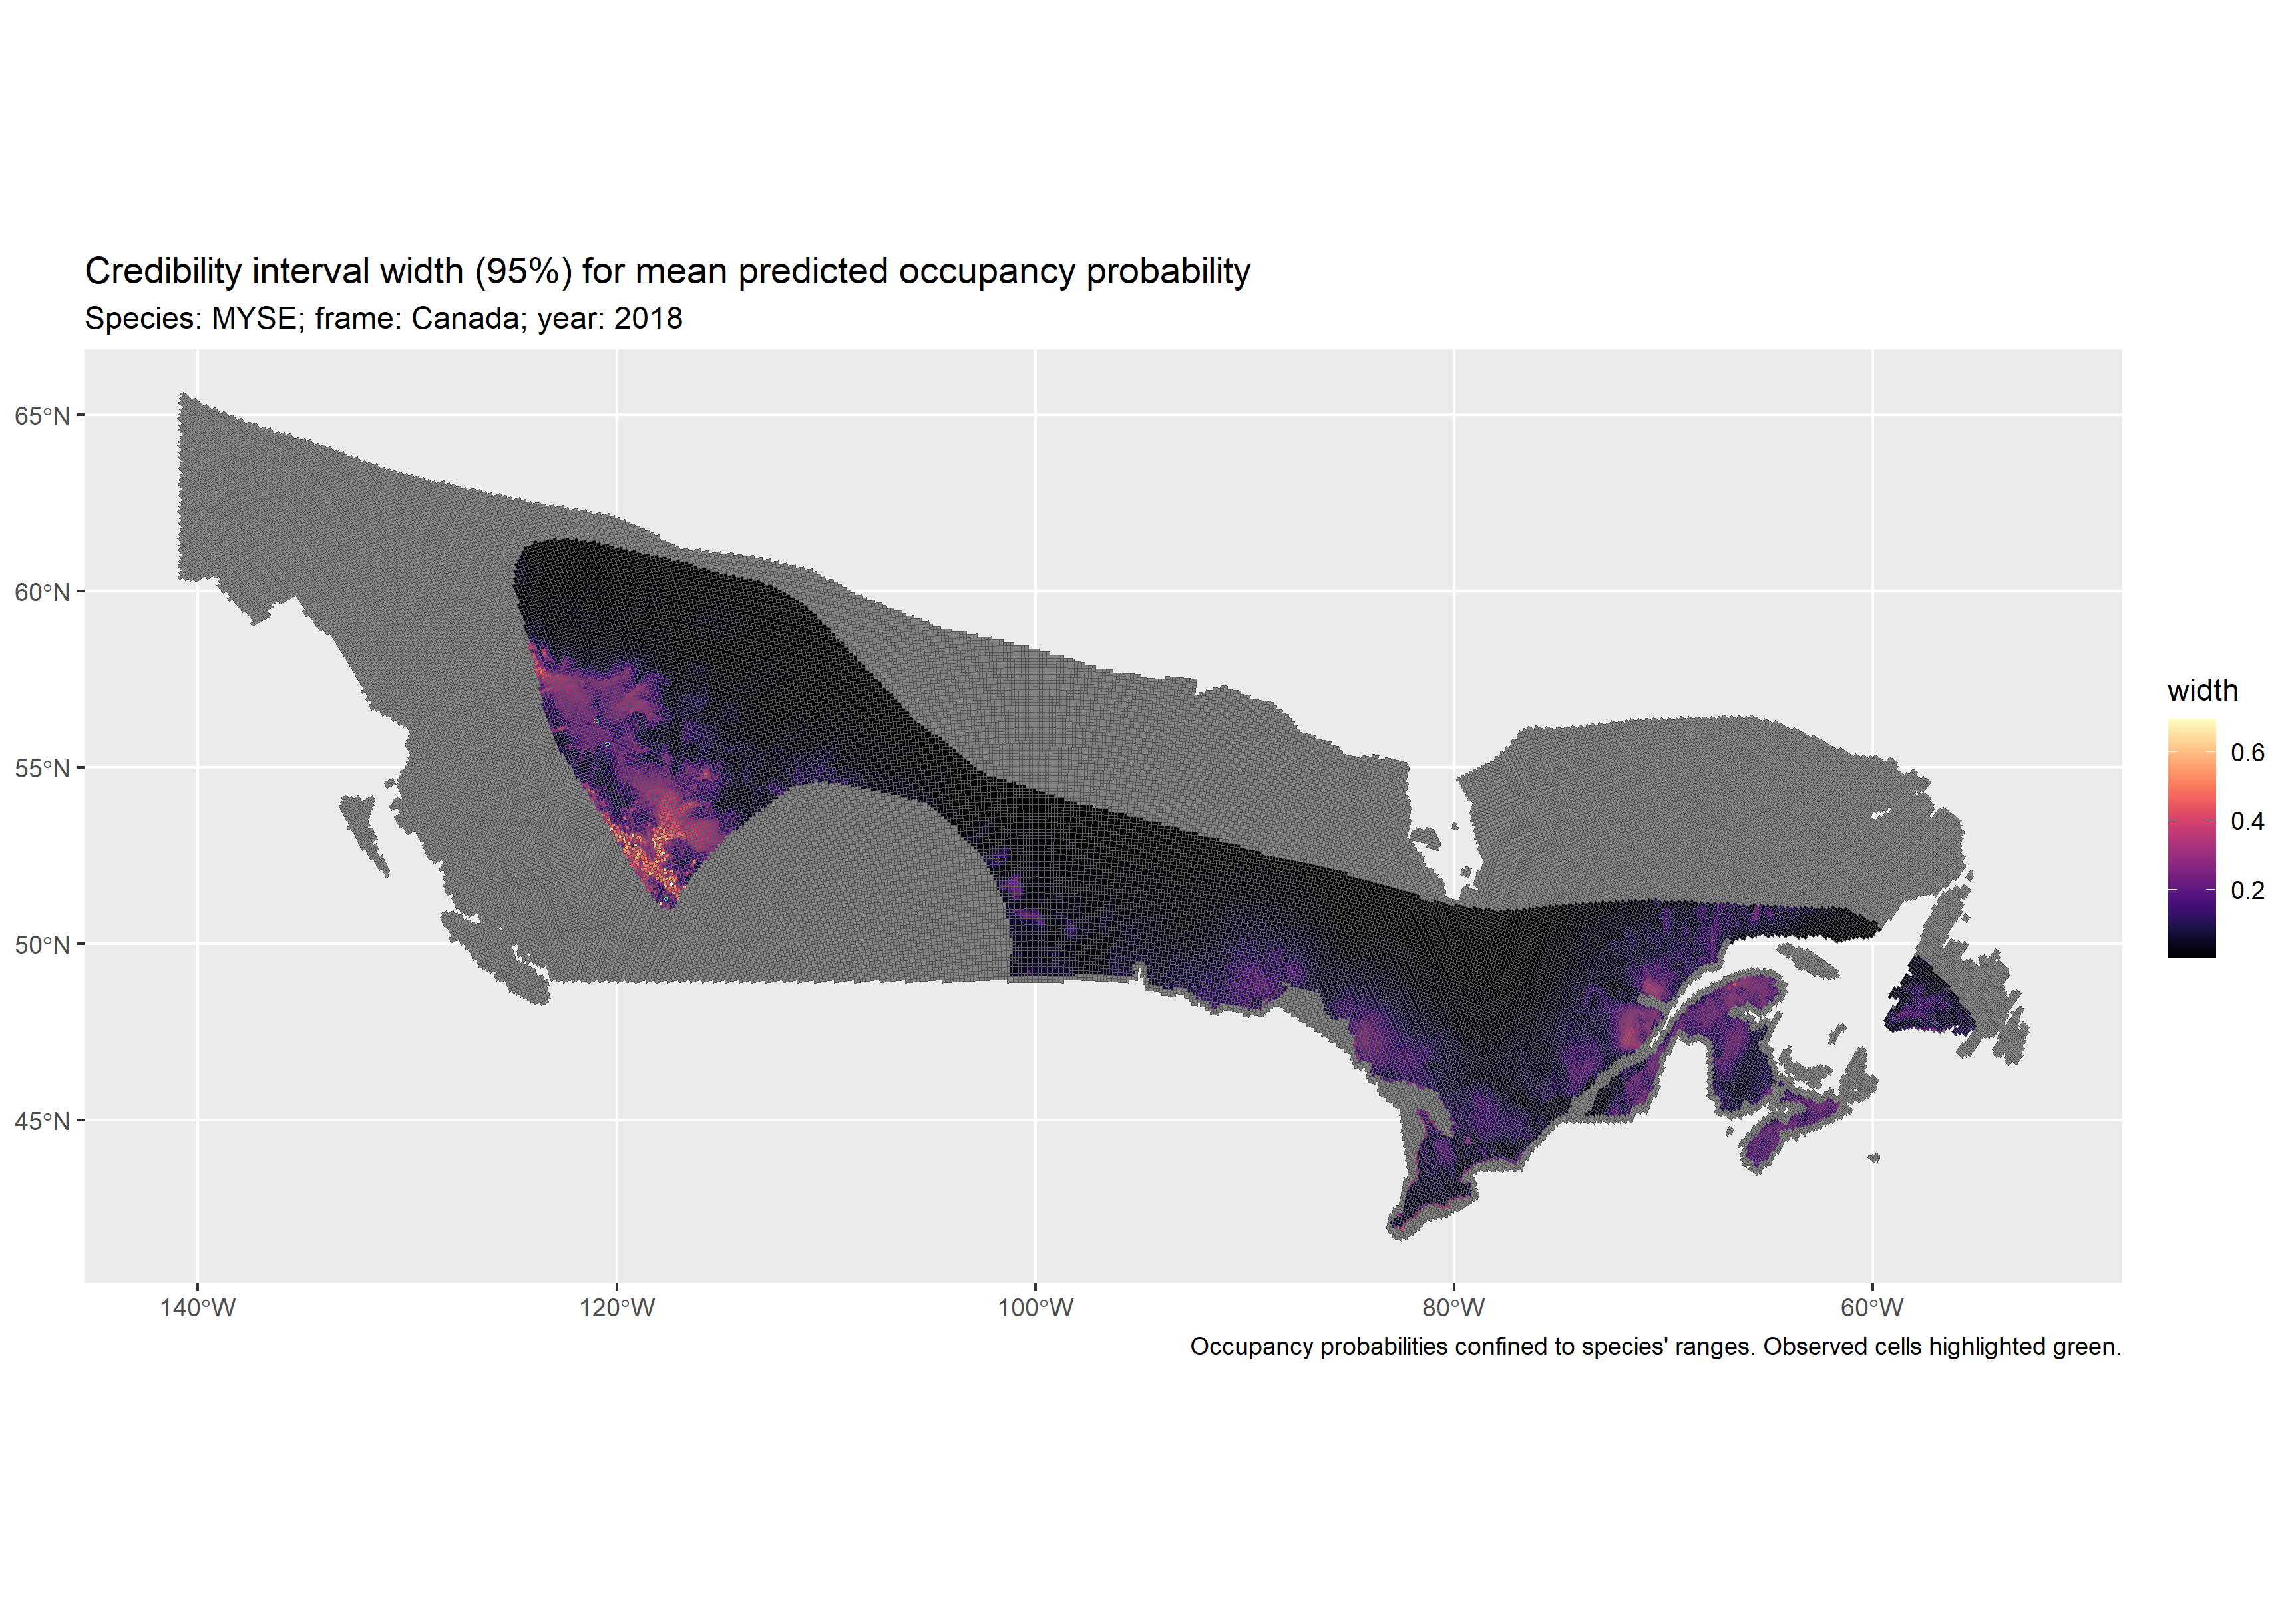 Credibility interval width (95%) for mean predicted occupancy probability
Species: MYSE; frame: Canada; year: 2018
65°N
60°N
55°N
50°N
45°N
140°W
120°W
100°W
80°W
60°W
width
0.6
0.4
0.2
Occupancy probabilities confined to species' ranges. Observed cells highlighted green.